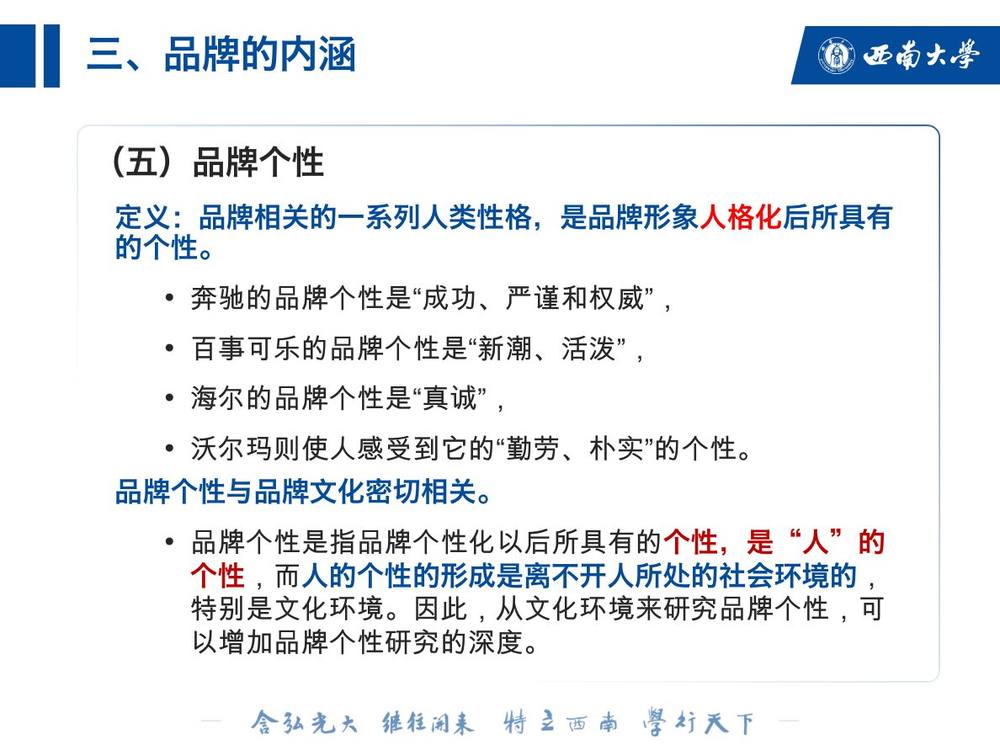 三、品牌的内涵
西南大学
（五）品牌个性
定义：品牌相关的一系列人类性格，是品牌形象人格化后所具有
的个性。
• 奔驰的品牌个性是“成功、严谨和权威”，
• 百事可乐的品牌个性是“新潮、活泼”，
• 海尔的品牌个性是“真诚”，
• 沃尔玛则使人感受到它的“勤劳、朴实”的个性。
品牌个性与品牌文化密切相关。
• 品牌个性是指品牌个性化以后所具有的个性，是“人”的
个性，而人的个性的形成是离不开人所处的社会环境的，
特别是文化环境。因此，从文化环境来研究品牌个性，可
以增加品牌个性研究的深度。
含弘光大 继往开来 特立西南 学行天下